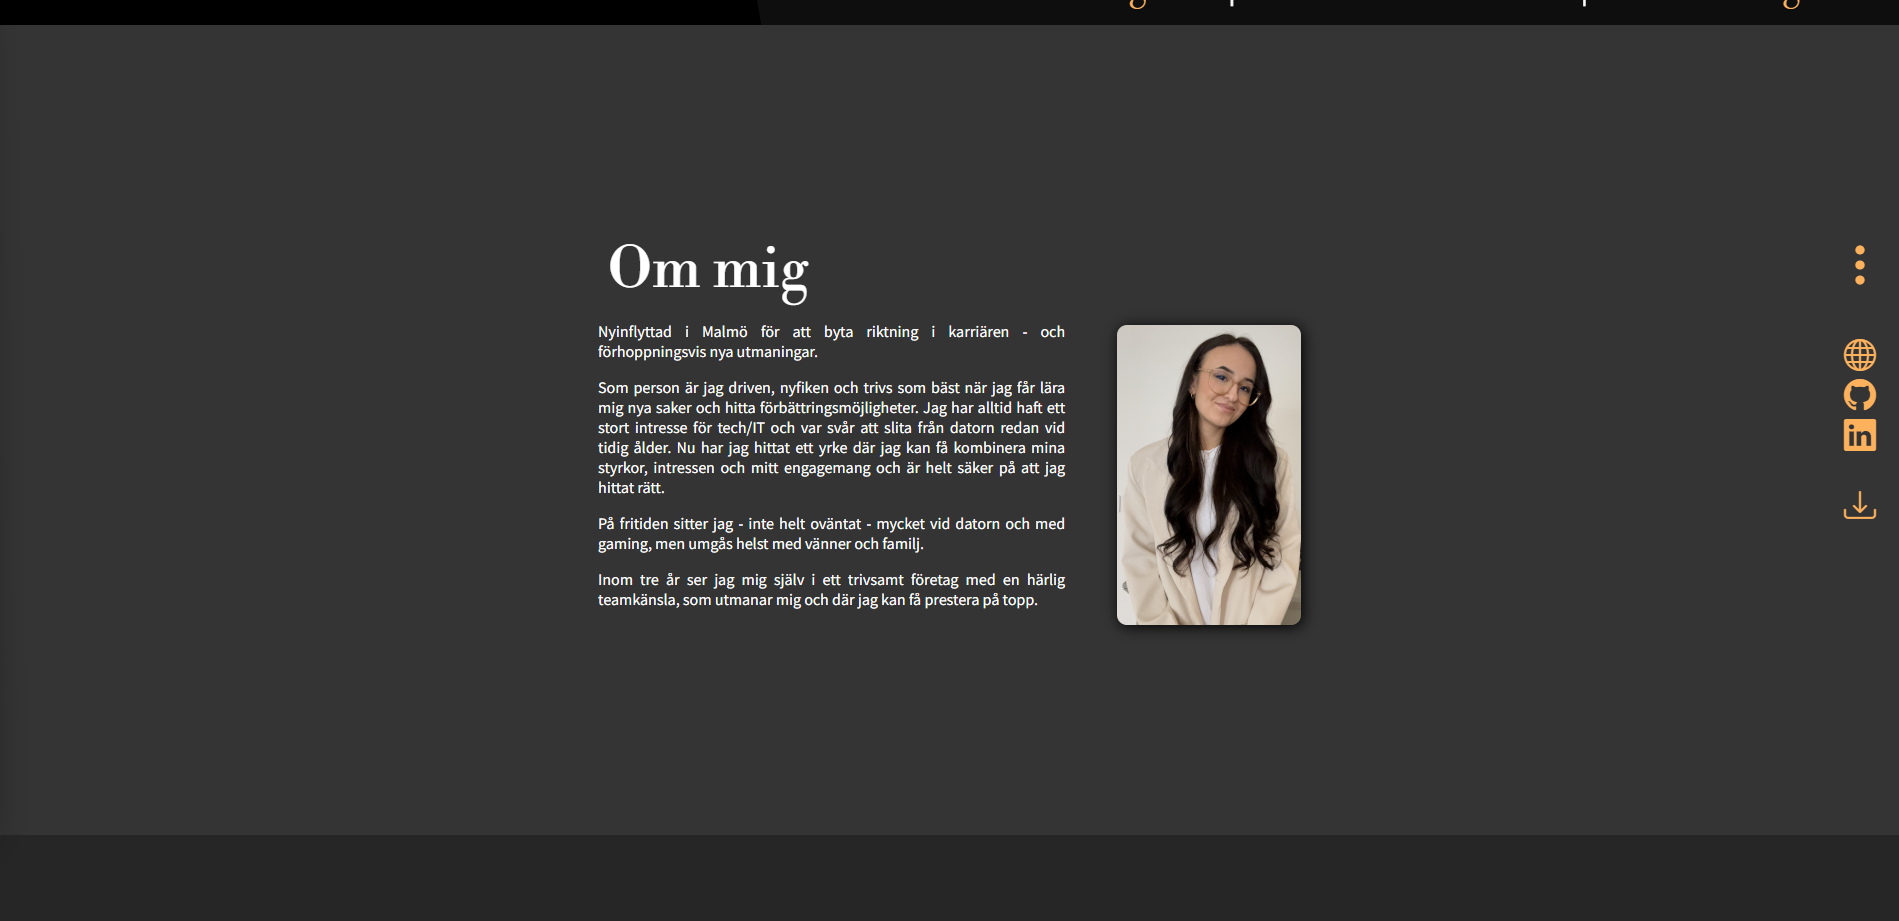 Om mig
Nyinflyttad i Malmö för att byta riktning i karriären - och
förhoppningsvis nya utmaningar.
Som person är jag driven, nyfiken och trivs som bäst när jag får lära
mig nya saker och hitta förbättringsmöjligheter. Jag har alltid haft ett
stort intresse för tech/IT och var svår att slita från datorn redan vid
tidig ålder. Nu har jag hittat ett yrke där jag kan få kombinera mina
styrkor, intressen och mitt engagemang och är helt säker på att jag
hittat rätt.
På fritiden sitter jag - inte helt oväntat - mycket vid datorn och med
gaming, men umgås helst med vänner och familj.
Inom tre år ser jag mig själv i ett trivsamt företag med en härlig
teamkänsla, som utmanar mig och där jag kan få prestera på topp.
in